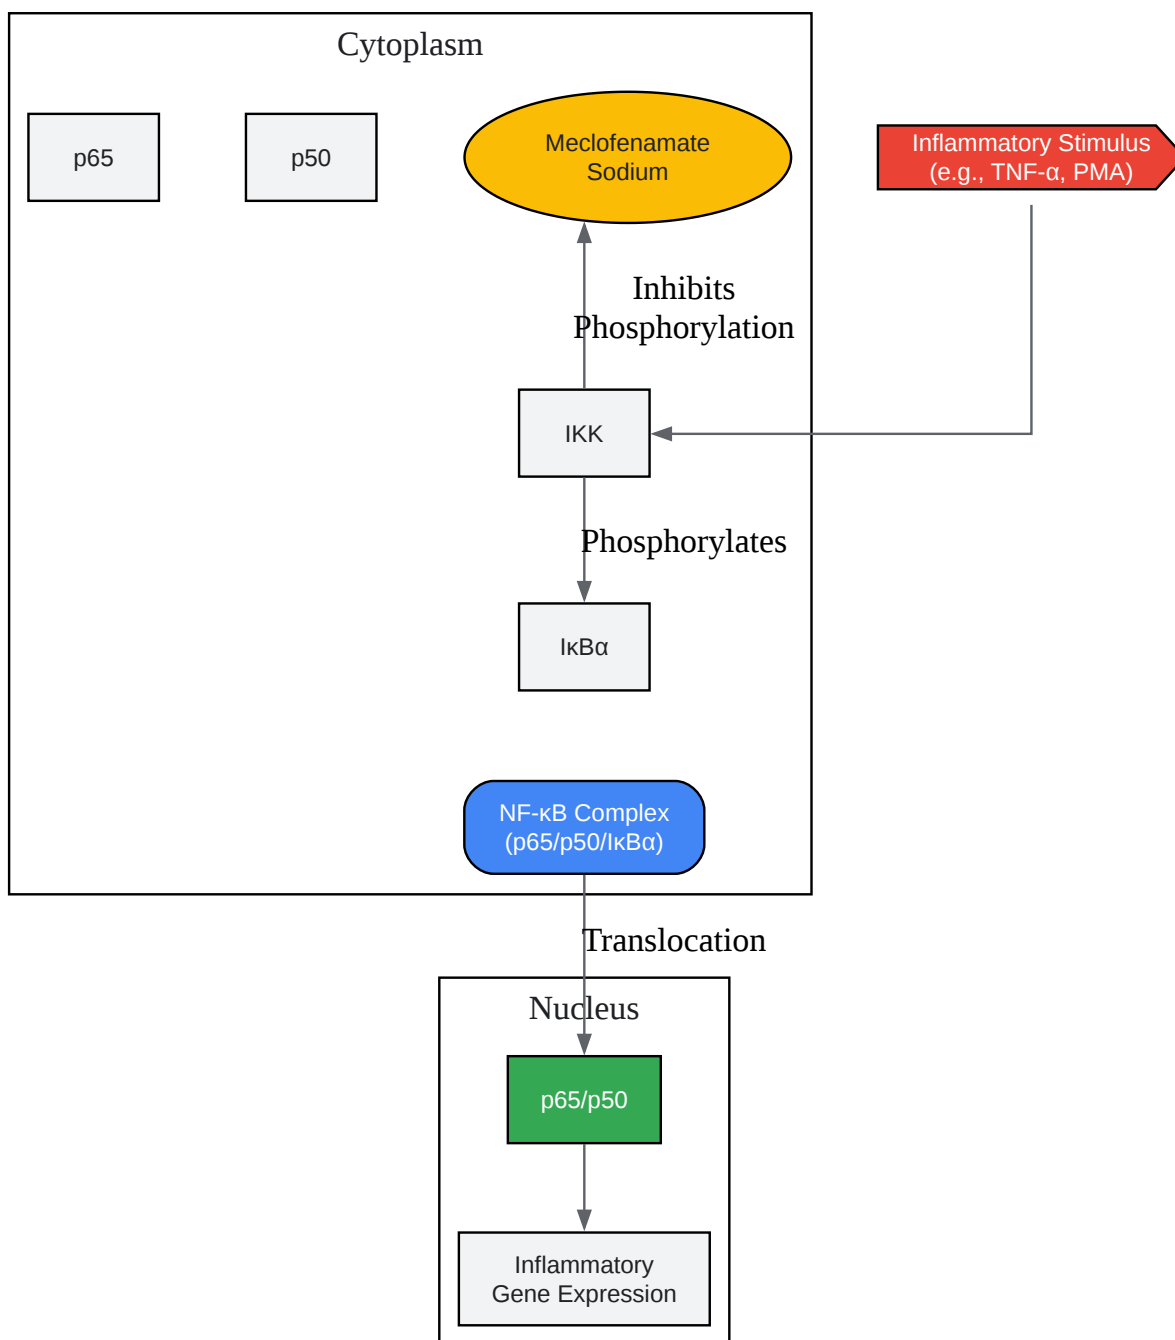 Cytoplasm
p65
p50
Meclofenamate
Sodium
Inflammatory Stimulus
(e.g., TNF-α, PMA)
Inhibits
Phosphorylation
IKK
Phosphorylates
IκBα
NF-κB Complex
(p65/p50/IκBα)
Translocation
Nucleus
p65/p50
Inflammatory
Gene Expression